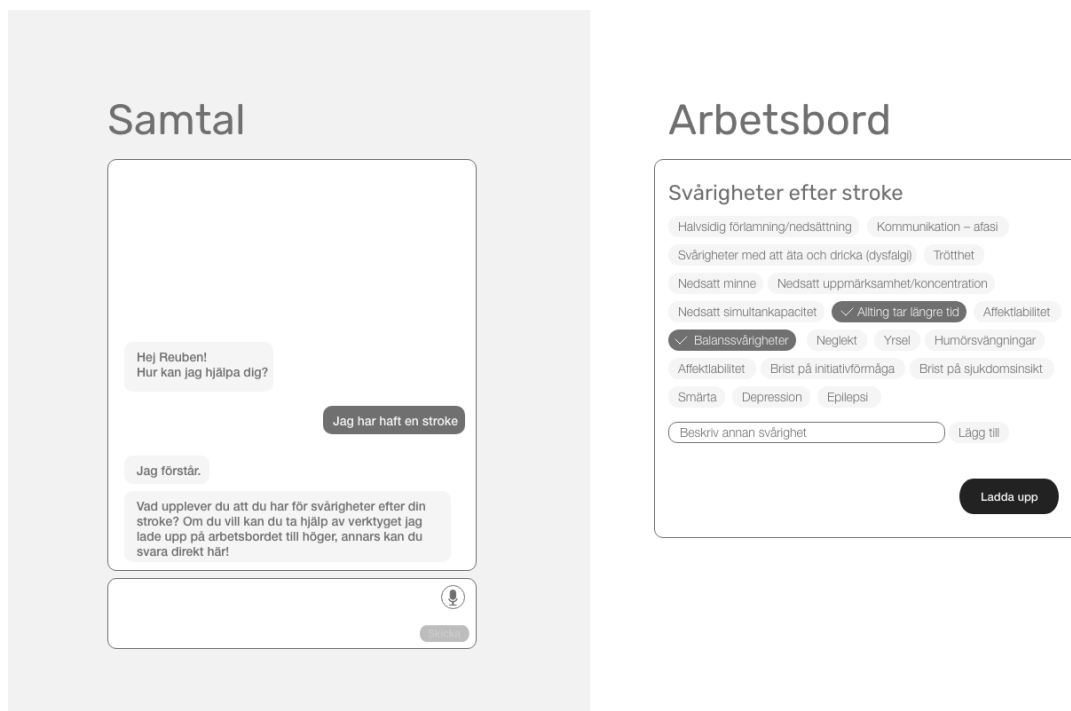 Samtal
Hej Reuben!
Hur kan jag hjälpa dig?
Jag har haft en stroke
Jag förstår.
Vad upplever du att du har för svårigheter efter din
stroke? Om du vill kan du ta hjälp av verktyget jag
lade upp på arbetsbordet till höger, annars kan du
svara direkt här!
Skicka
Arbetsbord
Svårigheter efter stroke
Halvsidig förlamning/nedsättning Kommunikation – afasi
Svårigheter med att äta och dricka (dysfalgi) Trötthet
Nedsatt minne Nedsatt uppmärksamhet/koncentration
Nedsatt simultankapacitet Allting tar längre tid Affektlabilitet
Balanssvårigheter Neglekt Yrsel Humörsvängningar
Affektlabilitet Brist på initiativförmåga Brist på sjukdomsinsikt
Smärta Depression Epilepsi
Beskriv annan svårighet Lägg till
Ladda upp